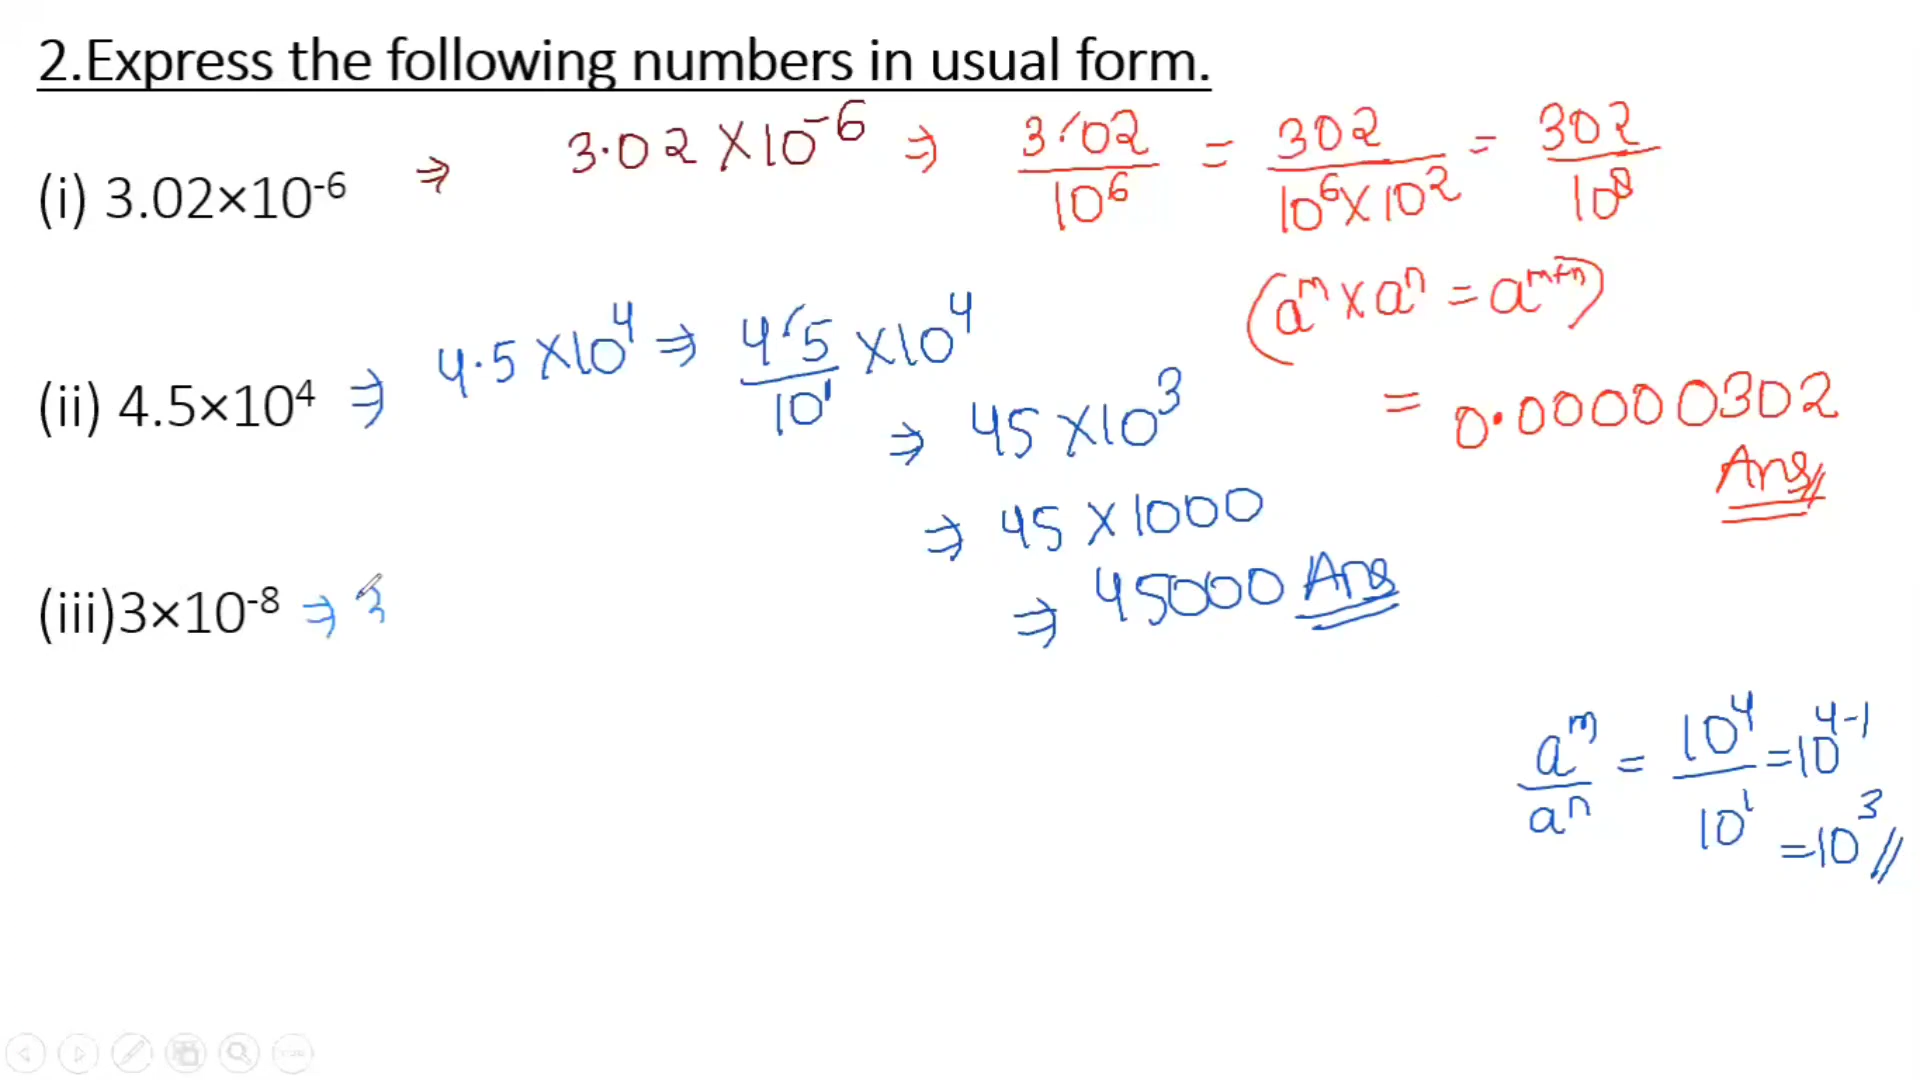 2.Express the following numbers in usual form.
(i) 3.02×10⁻⁶ ⇒ 3.02 × 10⁻⁶ ⇒ 3.02/10⁶ = 302/10⁶×10² = 302/10⁸
(aᵐ × aⁿ = aᵐ⁺ⁿ)
= 0.00000302
Ans
(ii) 4.5×10⁴ ⇒ 4.5 × 10⁴ ⇒ 45/10¹ × 10⁴
⇒ 45 × 10³
⇒ 45 × 1000
⇒ 45000 Ans
(iii)3×10⁻⁸ ⇒ 3
aᵐ/aⁿ = 10⁴/10¹ = 10⁴⁻¹
= 10³ //